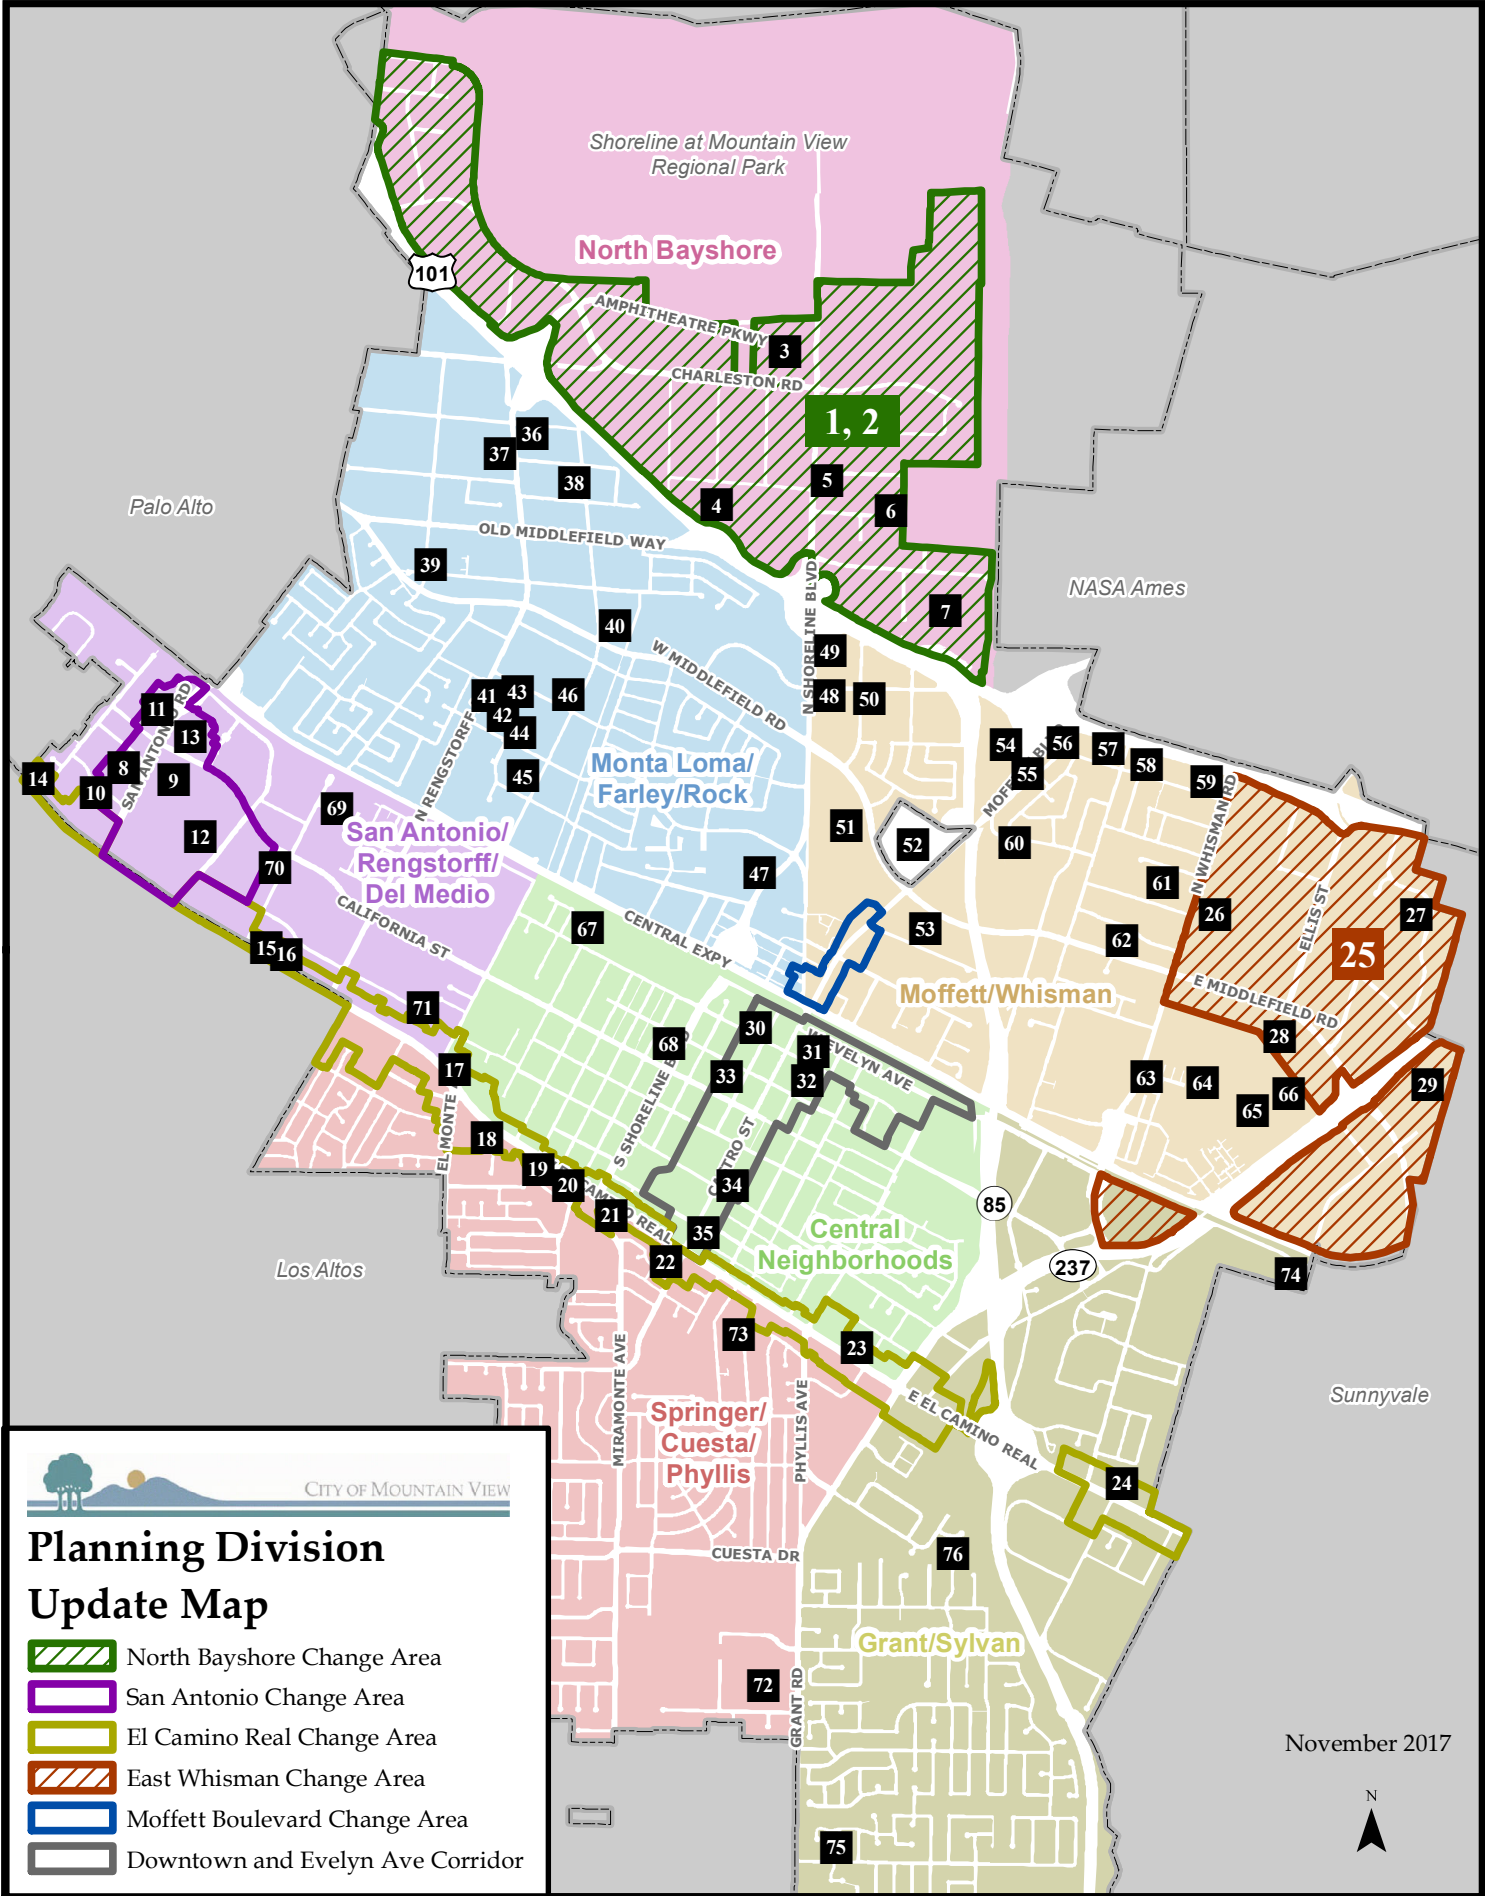 Shoreline at Mountain View
Regional Park
North Bayshore
101
AMPHITHEATRE PKWY
3
CHARLESTON RD
1, 2
36
37
38
5
4
6
Palo Alto
OLD MIDDLEFIELD WAY
39
NASA Ames
7
N SHORELINE BLVD
40
W MIDDLEFIELD RD
49
41
43
46
48
50
42
44
11
13
SAN ANTONIO RD
54
56
57
55
58
59
8
9
14
10
45
Monta Loma/
Farley/Rock
N RENGSTORFF
69
12
San Antonio/
Rengstorff/
Del Medio
70
51
52
60
47
61
N WHISMAN RD
26
27
ELLIS ST
CALIFORNIA ST
67
CENTRAL EXPY
53
62
25
15
16
Moffett/Whisman
E MIDDLEFIELD RD
71
30
68
31
W EVELYN AVE
28
17
33
32
63
64
66
65
29
EL MONTE
S SHORELINE
18
CASTRO ST
19
20
34
21
35
22
85
Central
Neighborhoods
237
74
Los Altos
73
23
MIRAMONTE AVE
PHYLLIS AVE
Springer/
Cuesta/
Phyllis
E EL CAMINO REAL
Sunnyvale
24
CUESTA DR
76
Grant/Sylvan
72
GRANT RD
75
CITY OF MOUNTAIN VIEW
Planning Division
Update Map
North Bayshore Change Area
San Antonio Change Area
El Camino Real Change Area
East Whisman Change Area
Moffett Boulevard Change Area
Downtown and Evelyn Ave Corridor
November 2017
N